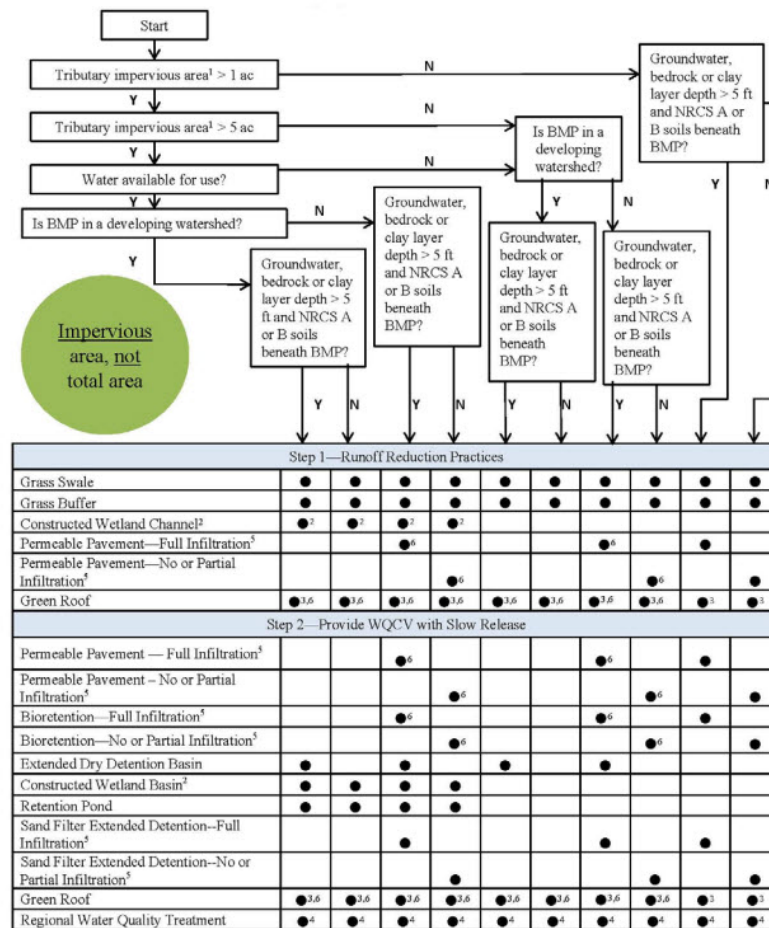 Start
Tributary impervious area¹ > 1 ac
N
Y
Tributary impervious area¹ > 5 ac
N
Y
Water available for use?
N
Y
Is BMP in a developing watershed?
N
Y
Is BMP in a
developing
watershed?
Y
N
Groundwater,
bedrock or clay
layer depth > 5 ft
and NRCS A or
B soils beneath
BMP?
Y
N
Groundwater,
bedrock or
clay layer
depth > 5 ft
and NRCS A
or B soils
beneath
BMP?
Groundwater,
bedrock or
clay layer
depth > 5 ft
and NRCS A
or B soils
beneath
BMP?
Groundwater,
bedrock or
clay layer
depth > 5 ft
and NRCS A
or B soils
beneath
BMP?
Groundwater,
bedrock or clay
layer depth > 5
ft and NRCS A
or B soils
beneath BMP?
Impervious
area, not
total area
Y N Y N Y N Y N
Step 1—Runoff Reduction Practices
Grass Swale ● ● ● ● ● ● ● ● ● ●
Grass Buffer ● ● ● ● ● ● ● ● ● ●
Constructed Wetland Channel² ●² ●² ●² ●²
Permeable Pavement—Full Infiltration⁵ ●⁶ ●⁶ ●
Permeable Pavement—No or Partial
Infiltration⁵ ●⁶ ●⁶ ●
Green Roof ●³,⁶ ●³,⁶ ●³,⁶ ●³,⁶ ●³,⁶ ●³,⁶ ●³,⁶ ●³,⁶ ●³ ●³
Step 2—Provide WQCV with Slow Release
Permeable Pavement — Full Infiltration⁵ ●⁶ ●⁶ ●
Permeable Pavement – No or Partial
Infiltration⁵ ●⁶ ●⁶ ●
Bioretention—Full Infiltration⁵ ●⁶ ●⁶ ●
Bioretention—No or Partial Infiltration⁵ ●⁶ ●⁶ ●
Extended Dry Detention Basin ● ● ● ●
Constructed Wetland Basin² ● ● ● ●
Retention Pond ● ● ● ●
Sand Filter Extended Detention--Full
Infiltration⁵ ● ● ●
Sand Filter Extended Detention--No or
Partial Infiltration⁵ ● ● ●
Green Roof ●³,⁶ ●³,⁶ ●³,⁶ ●³,⁶ ●³,⁶ ●³,⁶ ●³,⁶ ●³,⁶ ●³ ●³
Regional Water Quality Treatment ●⁴ ●⁴ ●⁴ ●⁴ ●⁴ ●⁴ ●⁴ ●⁴ ●⁴ ●⁴